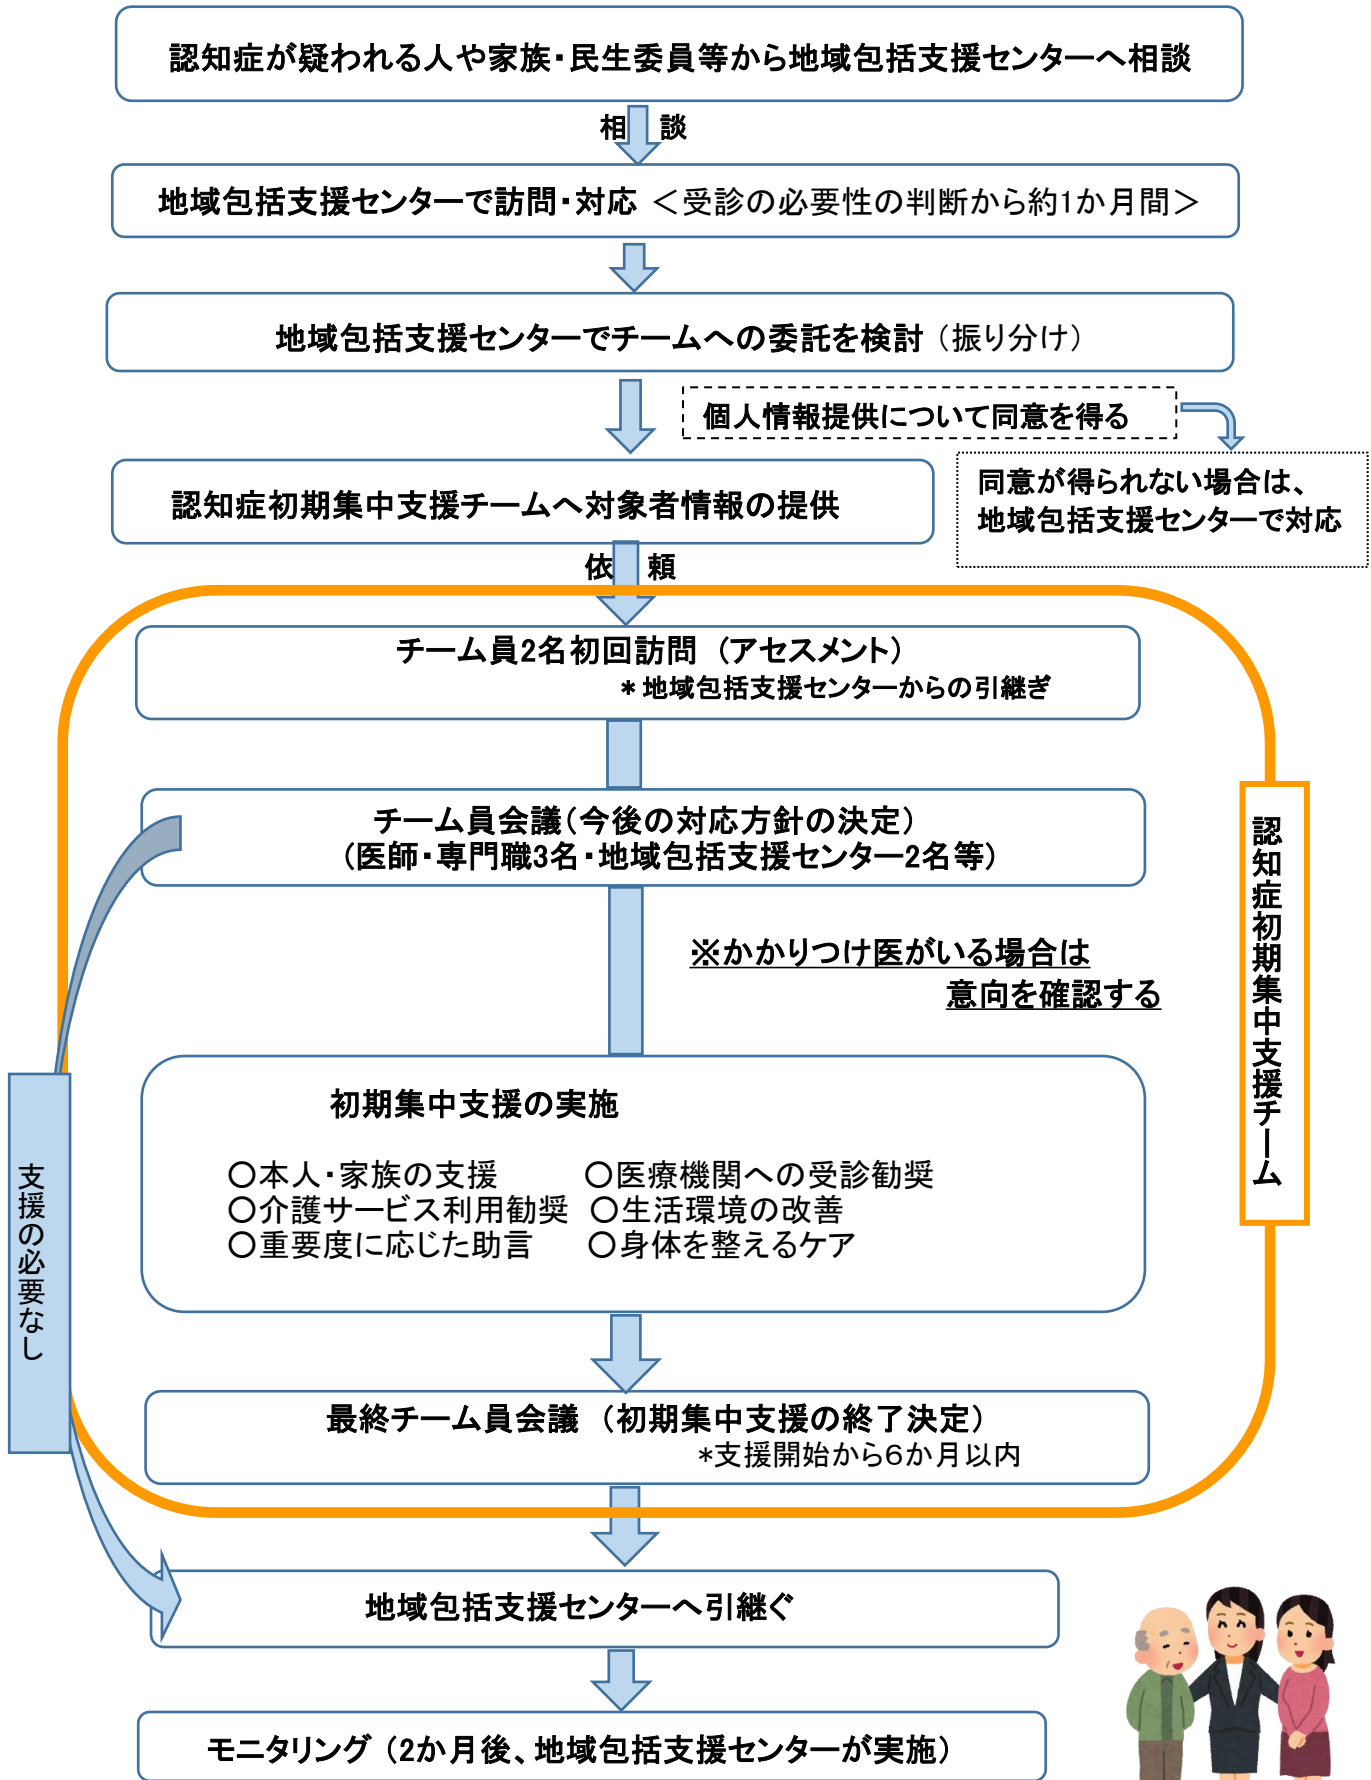 認知症が疑われる人や家族・民生委員等から地域包括支援センターへ相談
相 談
地域包括支援センターで訪問・対応 ＜受診の必要性の判断から約1か月間＞
地域包括支援センターでチームへの委託を検討（振り分け）
個人情報提供について同意を得る
同意が得られない場合は、
地域包括支援センターで対応
認知症初期集中支援チームへ対象者情報の提供
依 頼
チーム員2名初回訪問（アセスメント）
＊地域包括支援センターからの引継ぎ
チーム員会議（今後の対応方針の決定）
（医師・専門職3名・地域包括支援センター2名等）
※かかりつけ医がいる場合は
意向を確認する
認知症初期集中支援チーム
初期集中支援の実施
〇本人・家族の支援 〇医療機関への受診勧奨
〇介護サービス利用勧奨 〇生活環境の改善
〇重要度に応じた助言 〇身体を整えるケア
支援の必要なし
最終チーム員会議（初期集中支援の終了決定）
*支援開始から６か月以内
地域包括支援センターへ引継ぐ
モニタリング（2か月後、地域包括支援センターが実施）